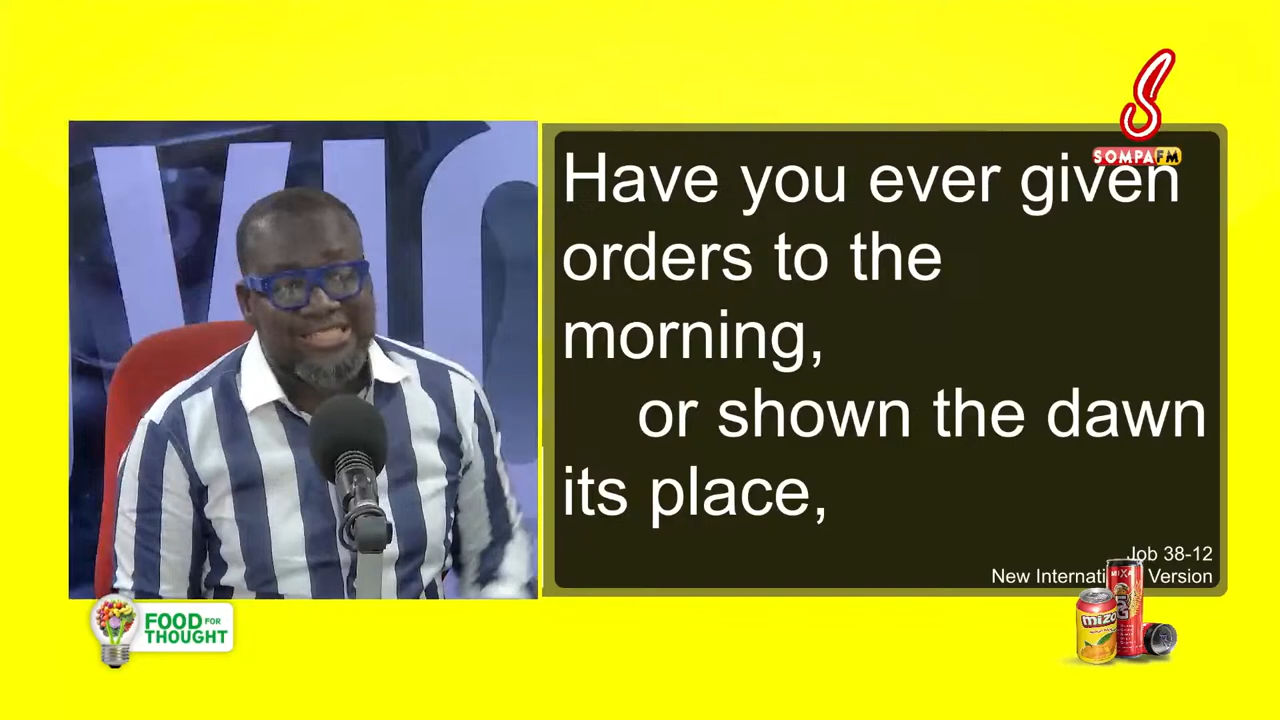 SOMPA FM
Have you ever given
orders to the
morning,
or shown the dawn
its place,
Job 38-12
New Internati Version
FOOD FOR
THOUGHT
MIXA
mizo